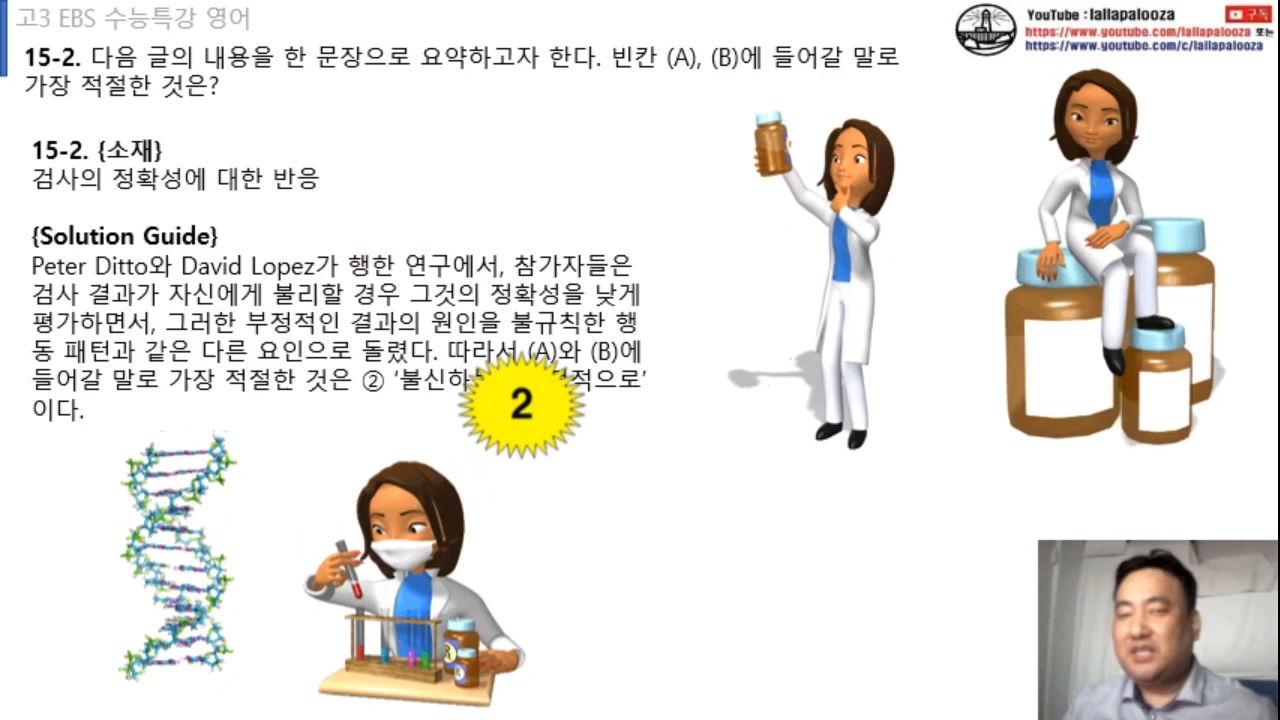 고3 EBS 수능특강 영어
YouTube : lallapalooza
구독
https://www.youtube.com/lallapalooza 또는
https://www.youtube.com/c/lallapalooza
15-2. 다음 글의 내용을 한 문장으로 요약하고자 한다. 빈칸 (A), (B)에 들어갈 말로
가장 적절한 것은?
15-2. {소재}
검사의 정확성에 대한 반응
{Solution Guide}
Peter Ditto와 David Lopez가 행한 연구에서, 참가자들은
검사 결과가 자신에게 불리할 경우 그것의 정확성을 낮게
평가하면서, 그러한 부정적인 결과의 원인을 불규칙한 행
동 패턴과 같은 다른 요인으로 돌렸다. 따라서 (A)와 (B)에
들어갈 말로 가장 적절한 것은 ② ‘불신하 적으로’
이다.
2